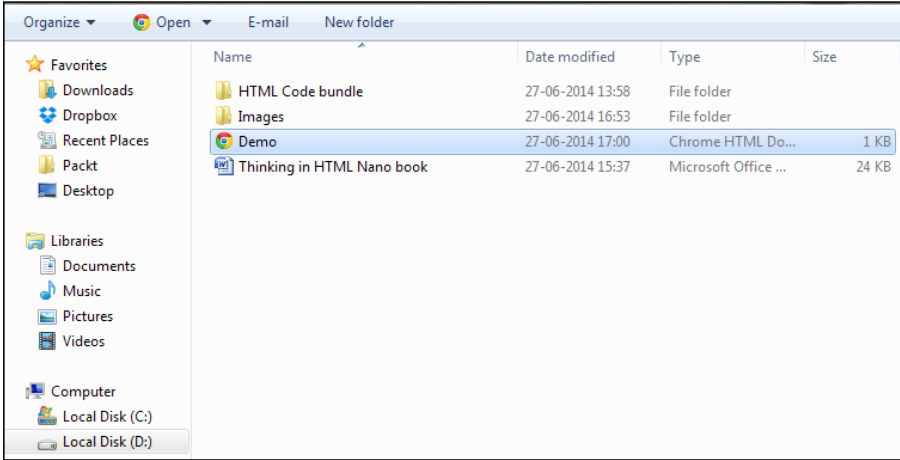 Organize Open E-mail New folder
Favorites
Downloads
Dropbox
Recent Places
Packt
Desktop
Libraries
Documents
Music
Pictures
Videos
Computer
Local Disk (C:)
Local Disk (D:)
Name Date modified Type Size
HTML Code bundle 27-06-2014 13:58 File folder
Images 27-06-2014 16:53 File folder
Demo 27-06-2014 17:00 Chrome HTML Do... 1 KB
Thinking in HTML Nano book 27-06-2014 15:37 Microsoft Office ... 24 KB